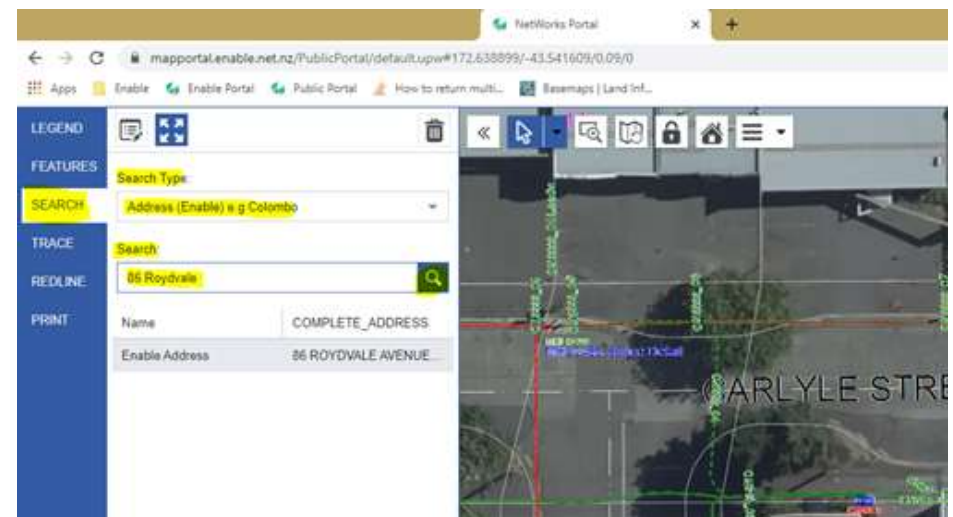 NetWorks Portal
mapportal.enable.net.nz/PublicPortal/default.upw#172.638899/-43.541609/0.09/0
Apps Enable Enable Portal Public Portal How to return multi... Basemaps | Land Inf...
LEGEND
FEATURES
SEARCH
TRACE
REDLINE
PRINT
Search Type:
Address (Enable) e.g Colombo
Search:
86 Roydvale
Name COMPLETE_ADDRESS
Enable Address 86 ROYDVALE AVENUE...
CARLYLE STRE